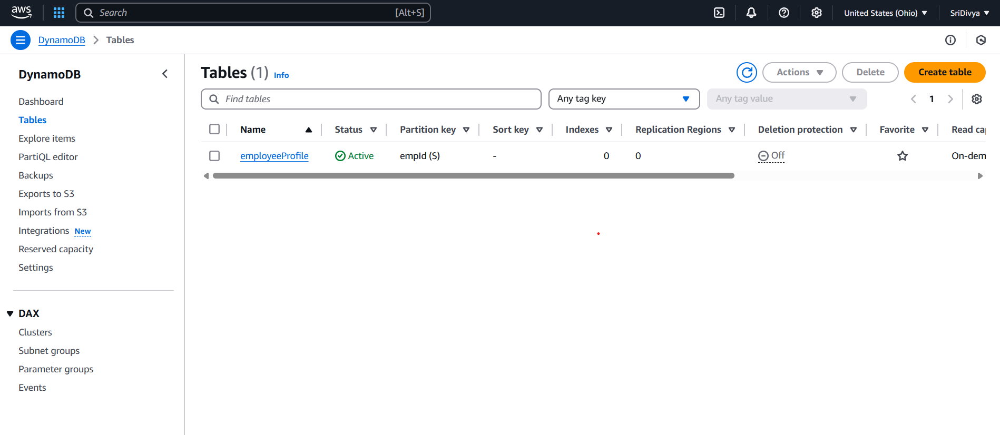 aws Search [Alt+S] United States (Ohio) SriDivya
DynamoDB Tables
DynamoDB
Dashboard
Tables
Explore items
PartiQL editor
Backups
Exports to S3
Imports from S3
Integrations New
Reserved capacity
Settings
DAX
Clusters
Subnet groups
Parameter groups
Events
Tables (1) Info Actions Delete Create table
Find tables Any tag key Any tag value 1
Name Status Partition key Sort key Indexes Replication Regions Deletion protection Favorite Read cap
employeeProfile Active empId (S) - 0 0 Off On-dem